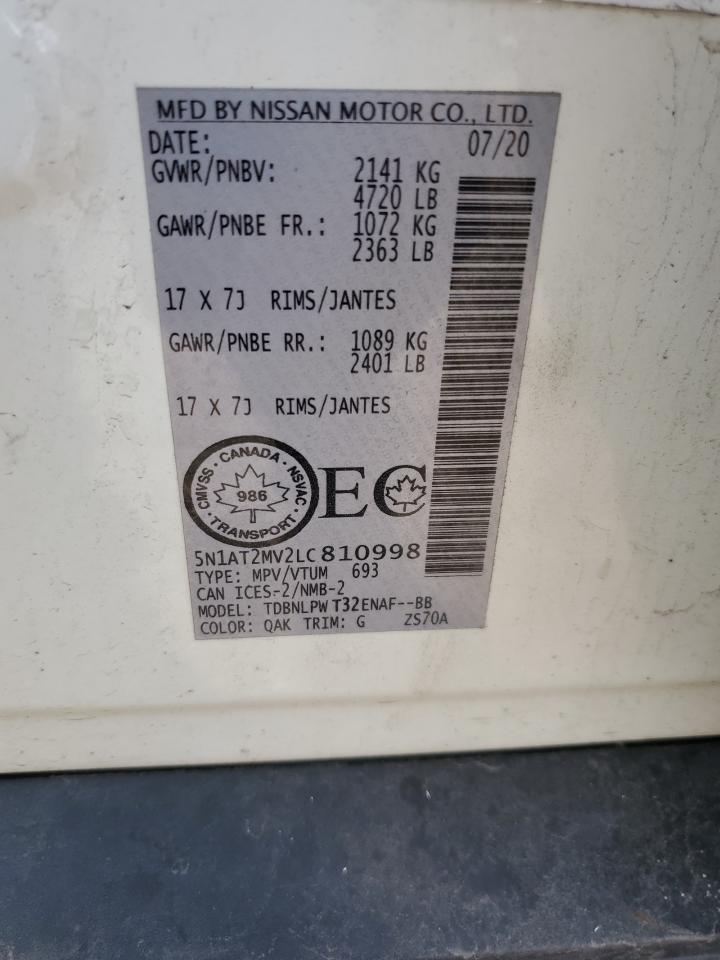 MFD BY NISSAN MOTOR CO., LTD.
DATE: 07/20
GVWR/PNBV: 2141 KG
4720 LB
GAWR/PNBE FR.: 1072 KG
2363 LB
17 X 7J RIMS/JANTES
GAWR/PNBE RR.: 1089 KG
2401 LB
17 X 7J RIMS/JANTES
CMVSS · CANADA · NSVAC
986
TRANSPORT
EC
5N1AT2MV2LC810998
TYPE: MPV/VTUM 693
CAN ICES-2/NMB-2
MODEL: TDBNLPW T32ENAF--BB
COLOR: QAK TRIM: G ZS70A